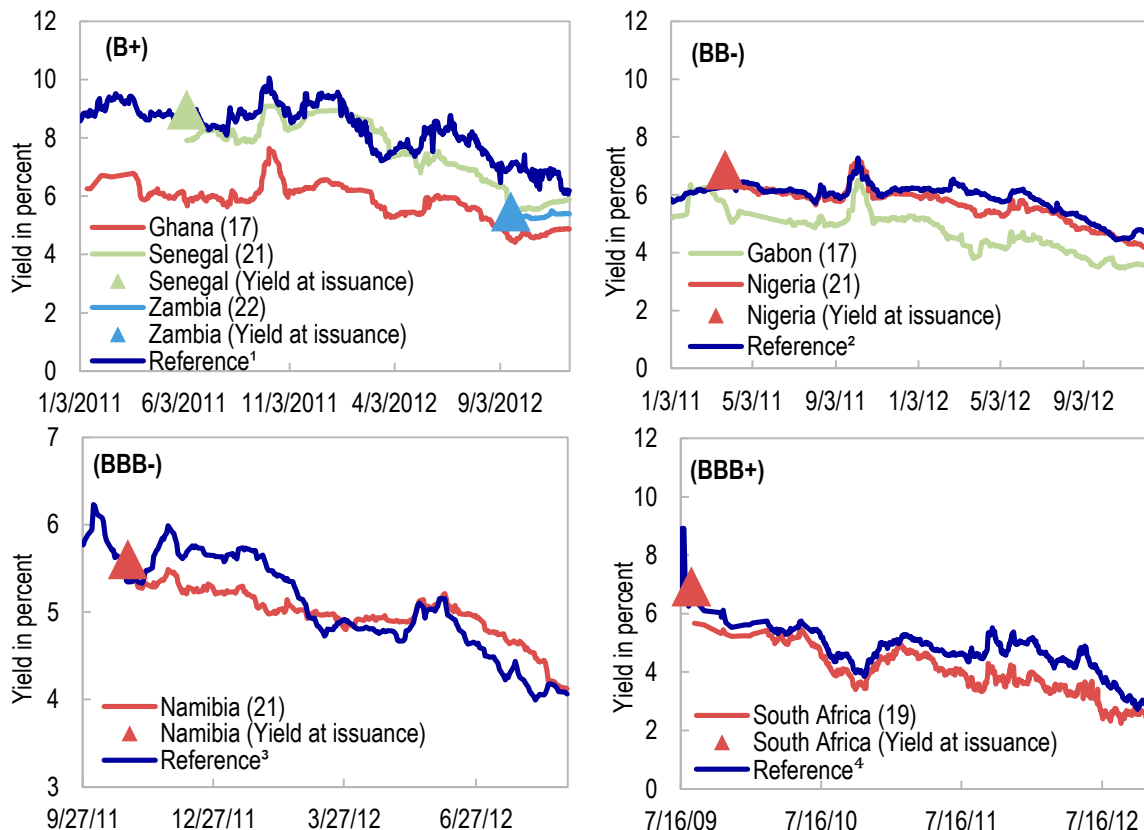 (B+)
Yield in percent
12
10
8
6
4
2
0
Ghana (17)
Senegal (21)
Senegal (Yield at issuance)
Zambia (22)
Zambia (Yield at issuance)
Reference¹
1/3/2011 6/3/2011 11/3/2011 4/3/2012 9/3/2012
(BB-)
Yield in percent
12
10
8
6
4
2
0
Gabon (17)
Nigeria (21)
Nigeria (Yield at issuance)
Reference²
1/3/11 5/3/11 9/3/11 1/3/12 5/3/12 9/3/12
(BBB-)
Yield in percent
7
6
5
4
3
Namibia (21)
Namibia (Yield at issuance)
Reference³
9/27/11 12/27/11 3/27/12 6/27/12
(BBB+)
Yield in percent
12
10
8
6
4
2
0
South Africa (19)
South Africa (Yield at issuance)
Reference⁴
7/16/09 7/16/10 7/16/11 7/16/12